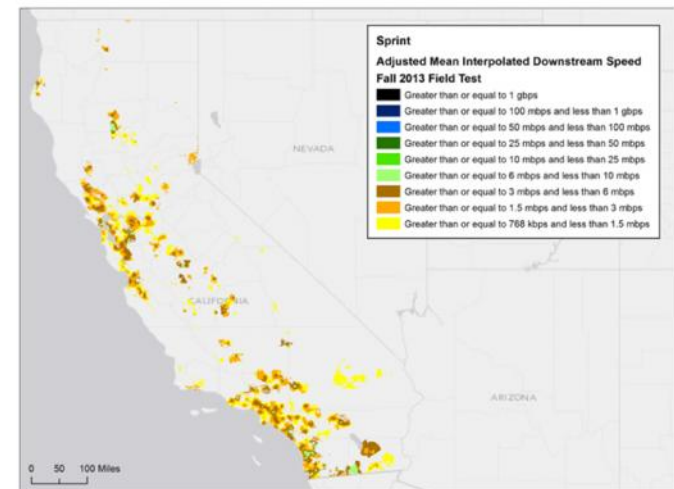 Sprint
Adjusted Mean Interpolated Downstream Speed
Fall 2013 Field Test
Greater than or equal to 1 gbps
Greater than or equal to 100 mbps and less than 1 gbps
Greater than or equal to 50 mbps and less than 100 mbps
Greater than or equal to 25 mbps and less than 50 mbps
Greater than or equal to 10 mbps and less than 25 mbps
Greater than or equal to 6 mbps and less than 10 mbps
Greater than or equal to 3 mbps and less than 6 mbps
Greater than or equal to 1.5 mbps and less than 3 mbps
Greater than or equal to 768 kbps and less than 1.5 mbps
NEVADA
CALIFORNIA
ARIZONA
0 50 100 Miles